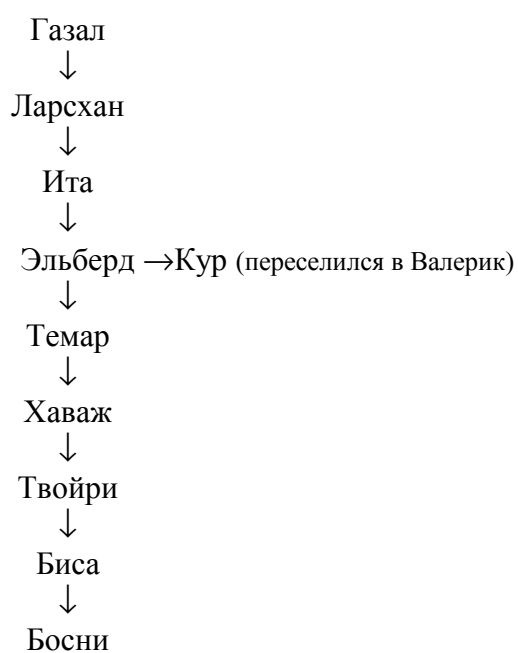 Газал
↓
Ларсхан
↓
Ита
↓
Эльберд →Кур (переселился в Валерик)
↓
Темар
↓
Хаваж
↓
Твойри
↓
Биса
↓
Босни